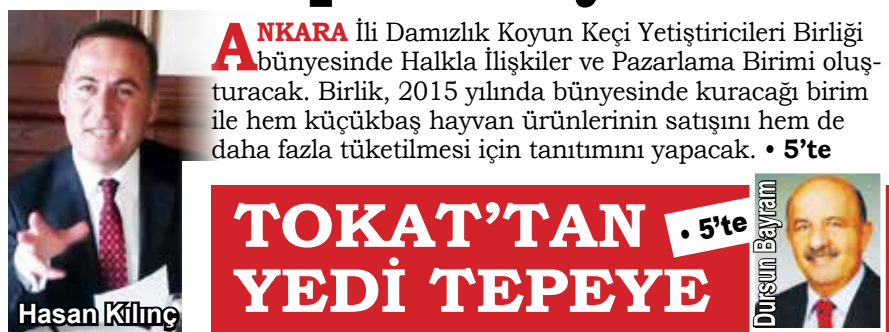 ANKARA İli Damızlık Koyun Keçi Yetiştiricileri Birliği
bünyesinde Halkla İlişkiler ve Pazarlama Birimi oluş-
turacak. Birlik, 2015 yılında bünyesinde kuracağı birim
ile hem küçükbaş hayvan ürünlerinin satışını hem de
daha fazla tüketilmesi için tanıtımını yapacak. • 5’te
Hasan Kılınç
TOKAT’TAN
YEDİ TEPEYE
• 5’te
Dursun Bayram